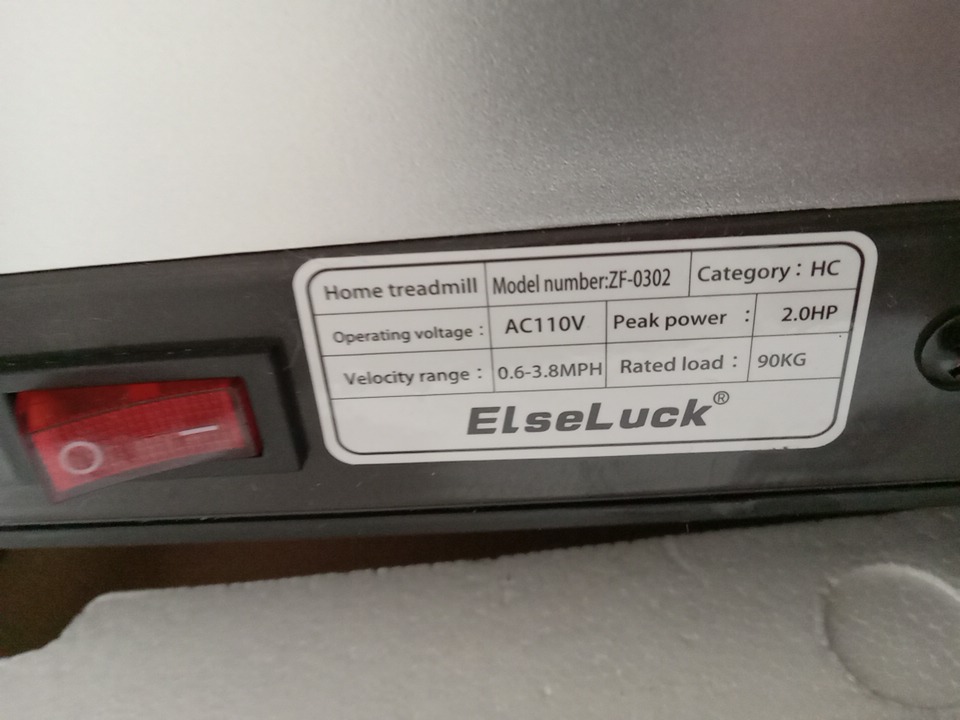 Home treadmill Model number:ZF-0302 Category : HC
Operating voltage : AC110V Peak power : 2.0HP
Velocity range : 0.6-3.8MPH Rated load : 90KG
ElseLuck®